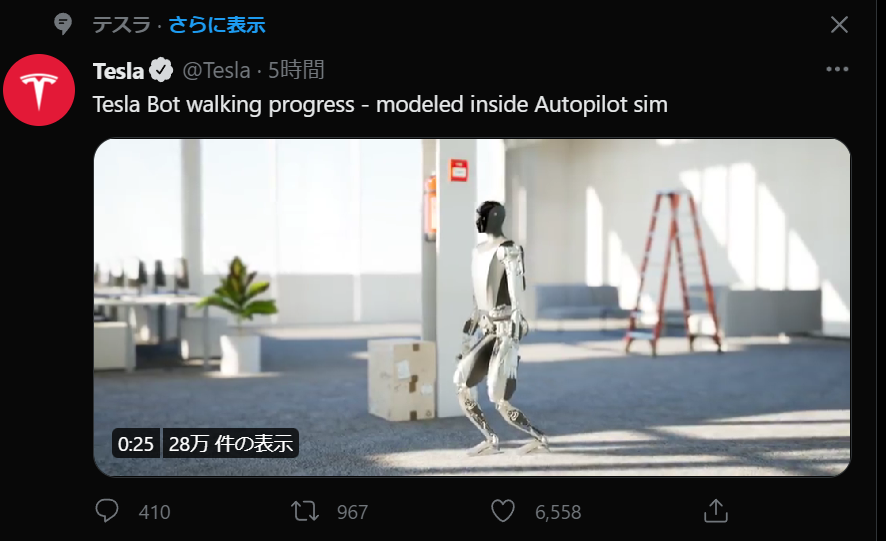 テスラ · さらに表示
Tesla @Tesla · 5時間
Tesla Bot walking progress - modeled inside Autopilot sim
0:25 28万 件の表示
410 967 6,558